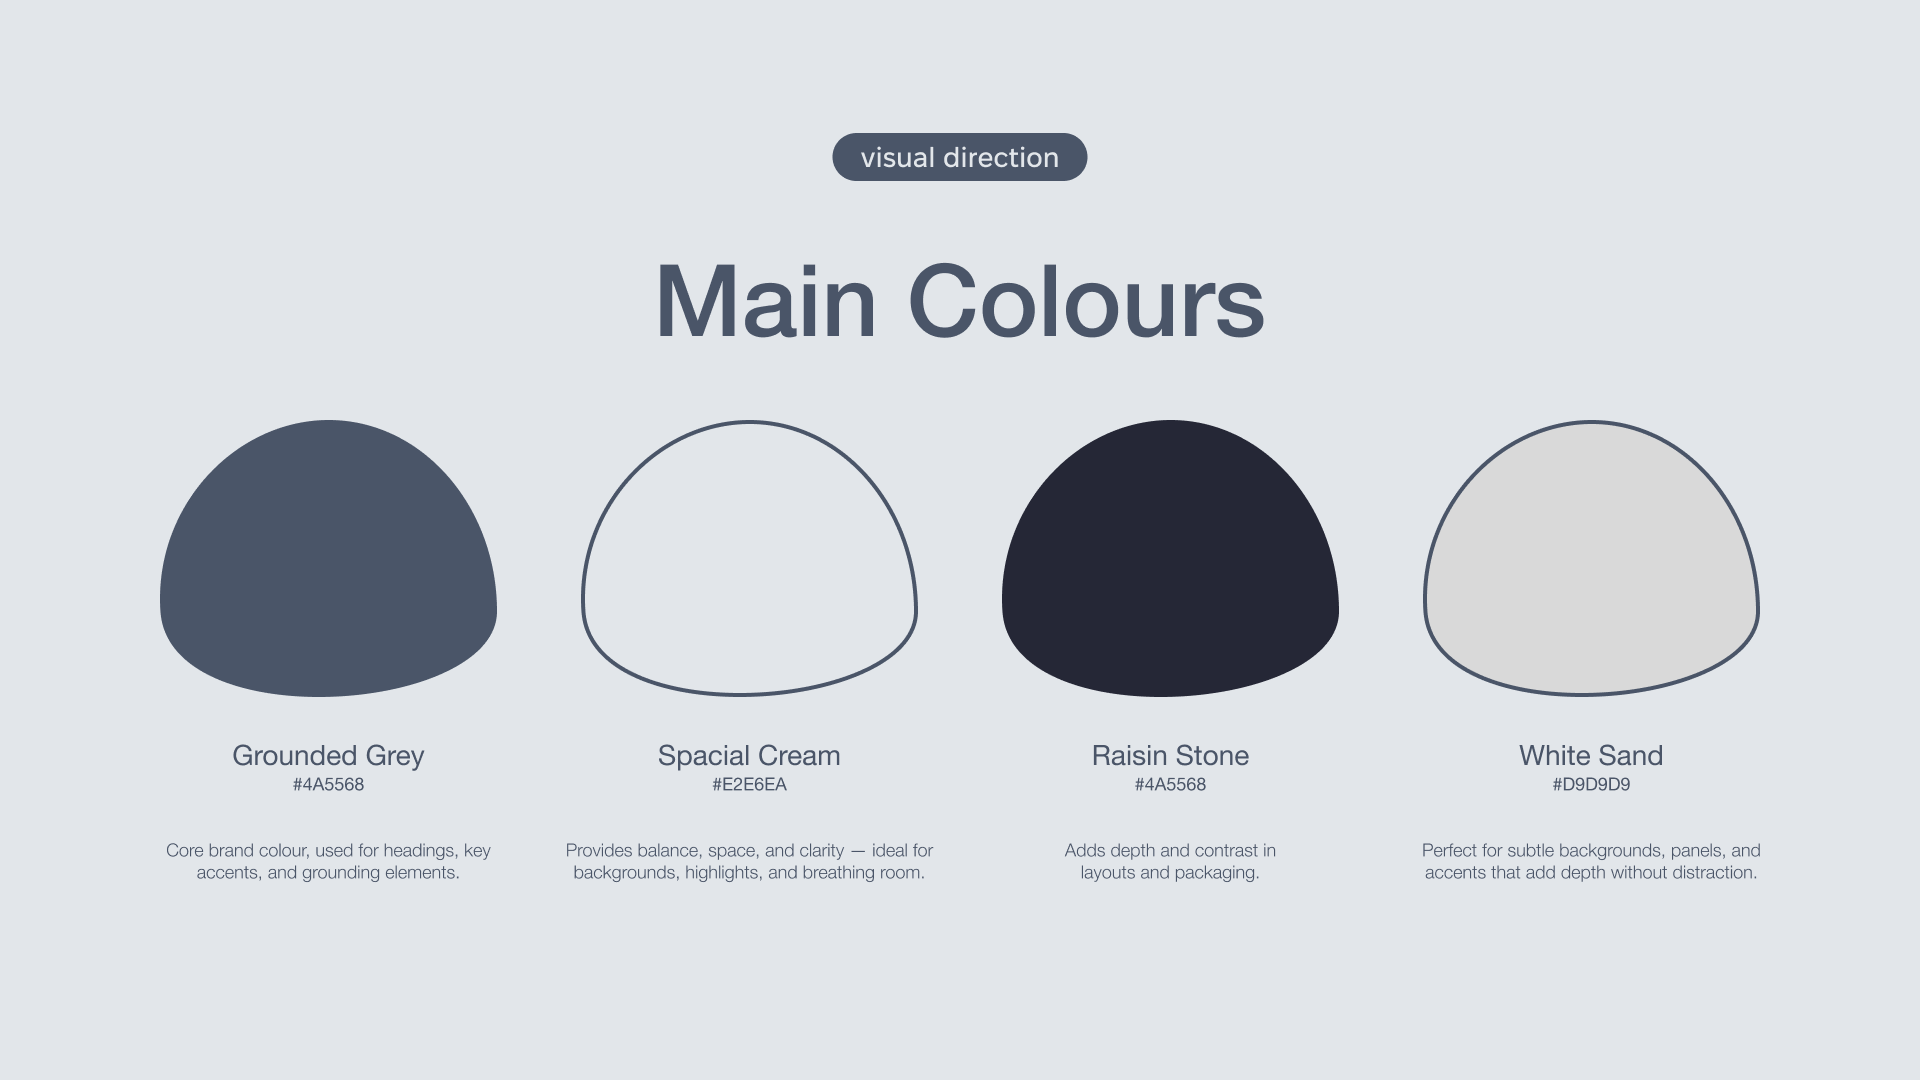 visual direction
Main Colours
Grounded Grey
#4A5568
Core brand colour, used for headings, key
accents, and grounding elements.
Spacial Cream
#E2E6EA
Provides balance, space, and clarity — ideal for
backgrounds, highlights, and breathing room.
Raisin Stone
#4A5568
Adds depth and contrast in
layouts and packaging.
White Sand
#D9D9D9
Perfect for subtle backgrounds, panels, and
accents that add depth without distraction.